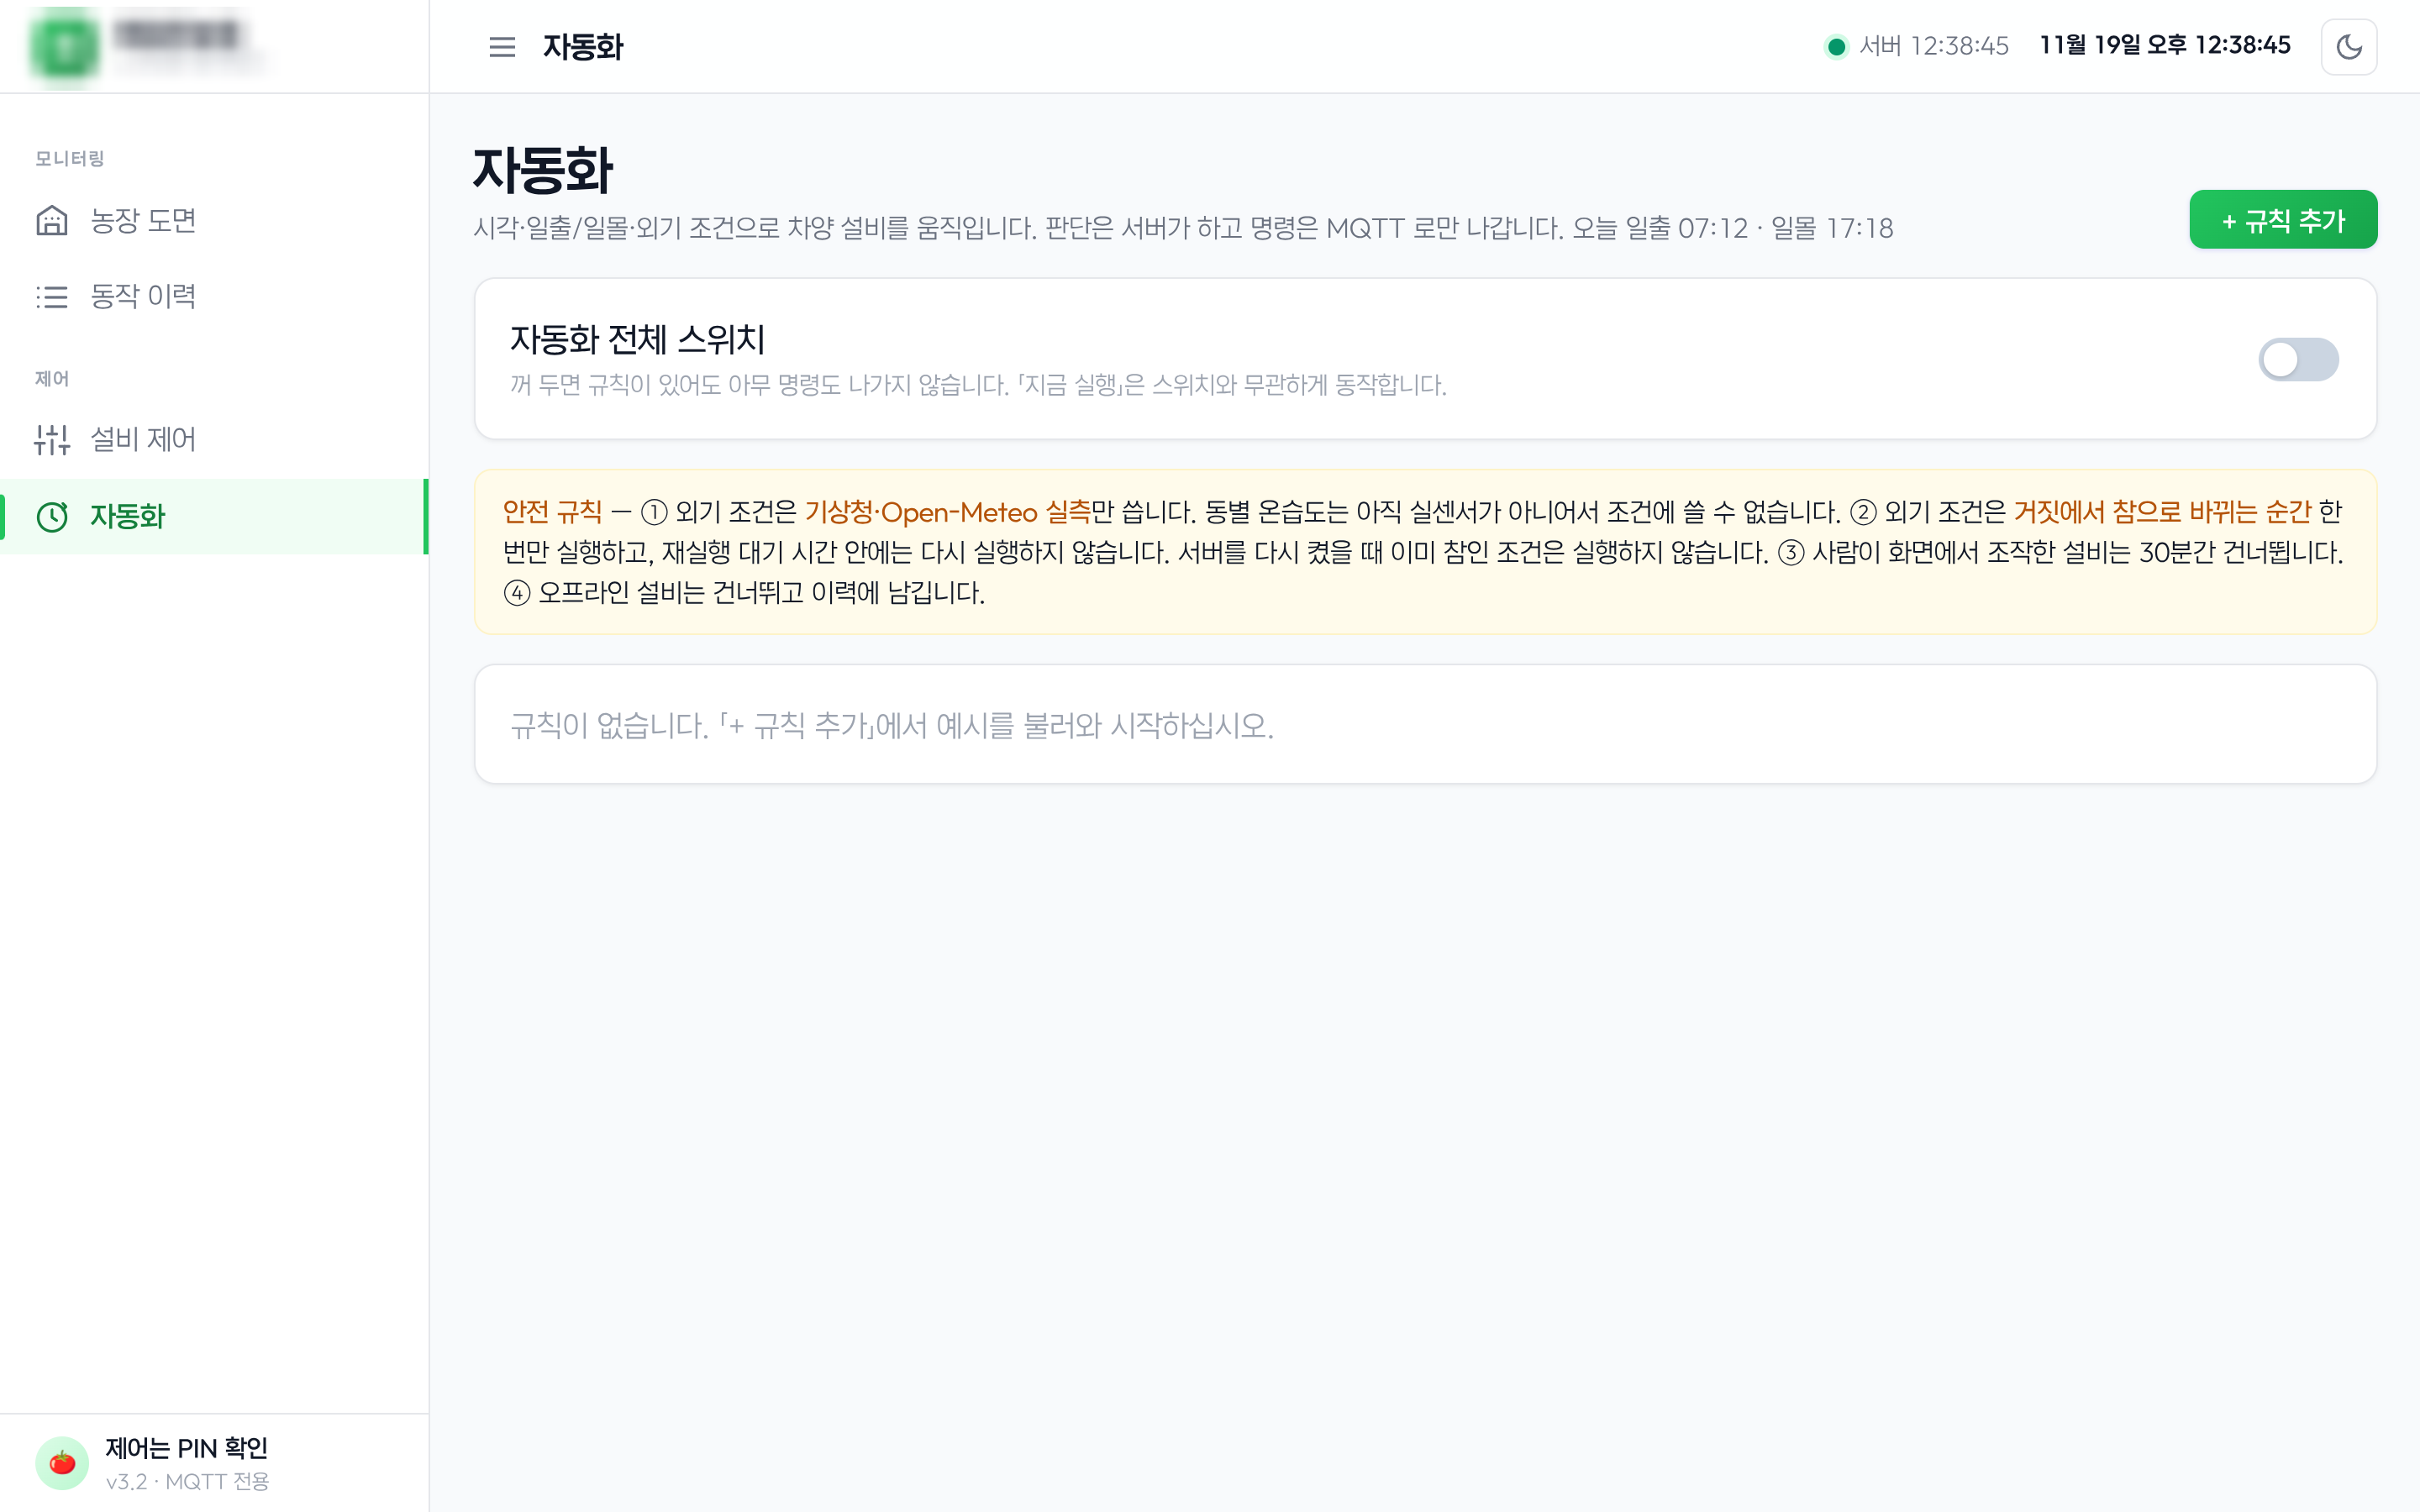 자동화
서버 12:38:45
11월 19일 오후 12:38:45
모니터링
농장 도면
동작 이력
제어
설비 제어
자동화
제어는 PIN 확인
v3.2 · MQTT 전용
자동화
시각·일출/일몰·외기 조건으로 차양 설비를 움직입니다. 판단은 서버가 하고 명령은 MQTT 로만 나갑니다. 오늘 일출 07:12 · 일몰 17:18
+ 규칙 추가
자동화 전체 스위치
꺼 두면 규칙이 있어도 아무 명령도 나가지 않습니다. 「지금 실행」은 스위치와 무관하게 동작합니다.
안전 규칙 — ① 외기 조건은 기상청·Open-Meteo 실측만 씁니다. 동별 온습도는 아직 실센서가 아니어서 조건에 쓸 수 없습니다. ② 외기 조건은 거짓에서 참으로 바뀌는 순간 한
번만 실행하고, 재실행 대기 시간 안에는 다시 실행하지 않습니다. 서버를 다시 켰을 때 이미 참인 조건은 실행하지 않습니다. ③ 사람이 화면에서 조작한 설비는 30분간 건너뜁니다.
④ 오프라인 설비는 건너뛰고 이력에 남깁니다.
규칙이 없습니다. 「+ 규칙 추가」에서 예시를 불러와 시작하십시오.